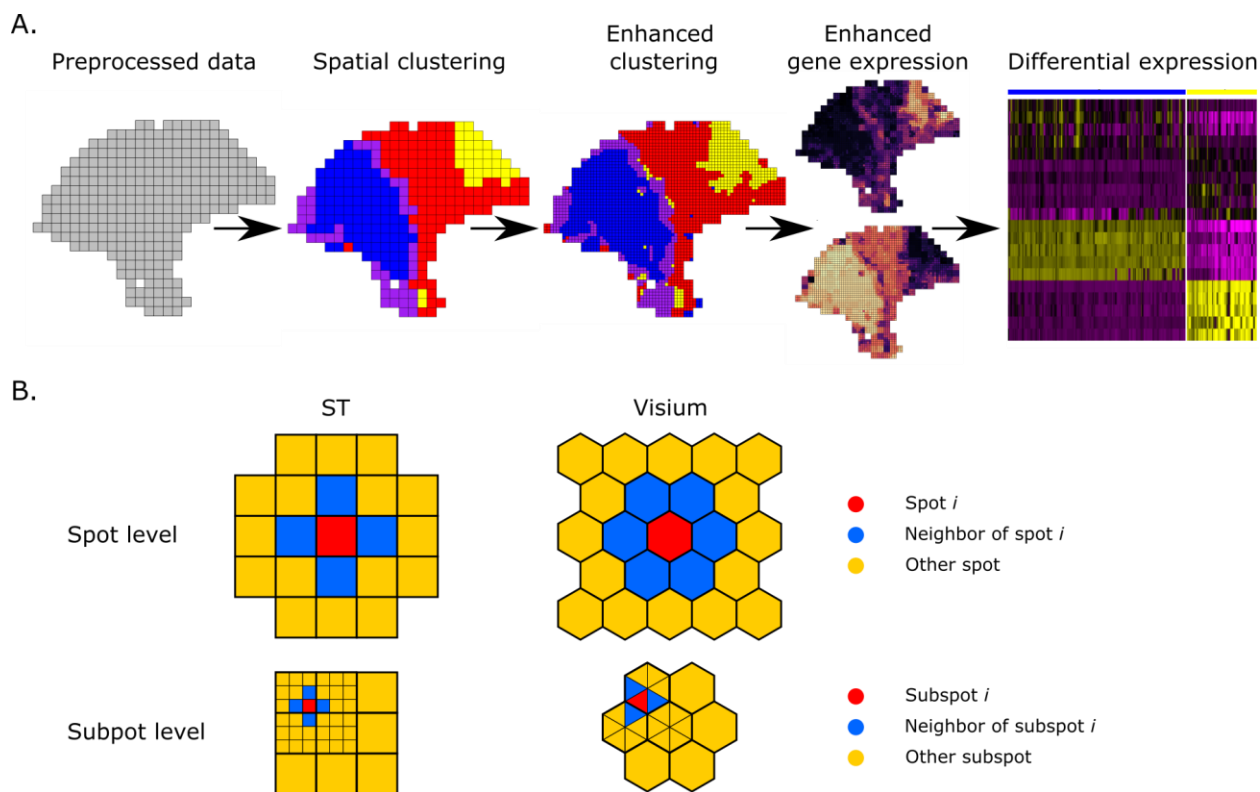 A.
Preprocessed data
Spatial clustering
Enhanced
clustering
Enhanced
gene expression
Differential expression
B.
ST
Visium
Spot level
Spot i
Neighbor of spot i
Other spot
Subpot level
Subspot i
Neighbor of subspot i
Other subspot